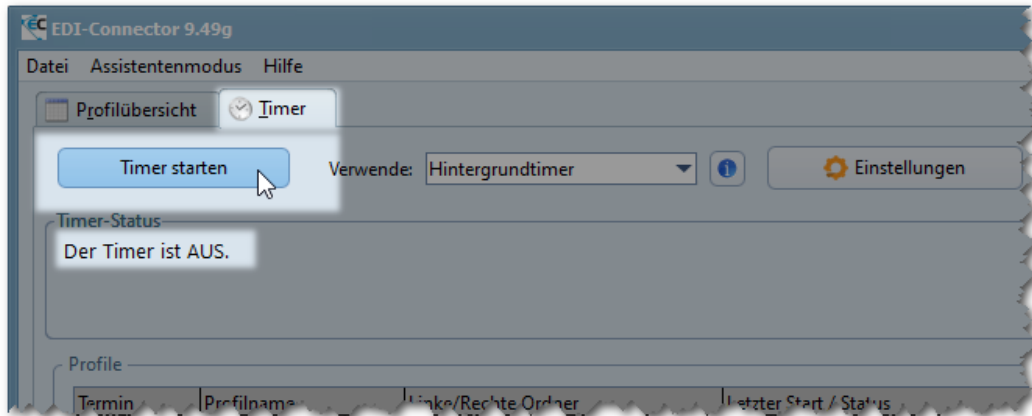 EDI-Connector 9.49g
Datei Assistentenmodus Hilfe
Profilübersicht Timer
Timer starten Verwende: Hintergrundtimer Einstellungen
Timer-Status
Der Timer ist AUS.
Profile
Termin Profilname Linke/Rechte Ordner Letzter Start / Status